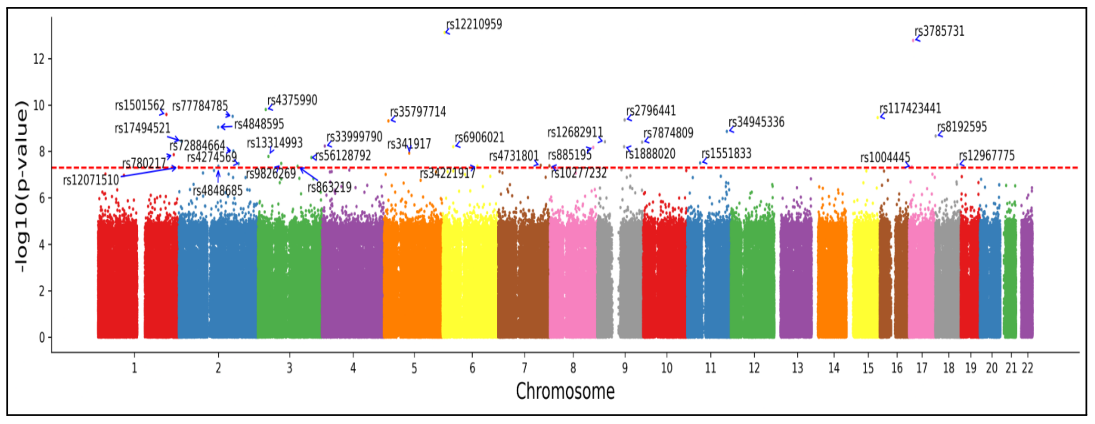 rs12210959
rs3785731
rs1501562
rs77784785
rs4375990
rs35797714
rs2796441
rs117423441
rs17494521
rs4848595
rs34945336
rs8192595
rs72884664
rs13314993
rs33999790
rs341917
rs6906021
rs12682911
rs7874809
rs780217
rs4274569
rs56128792
rs4731801
rs885195
rs1888020
rs1551833
rs1004445
rs12967775
rs12071510
rs4848685
rs9826269
rs863219
rs34221917
rs10277232
-log10(p-value)
12
10
8
6
4
2
0
1 2 3 4 5 6 7 8 9 10 11 12 13 14 15 16 17 18 19 20 21 22
Chromosome